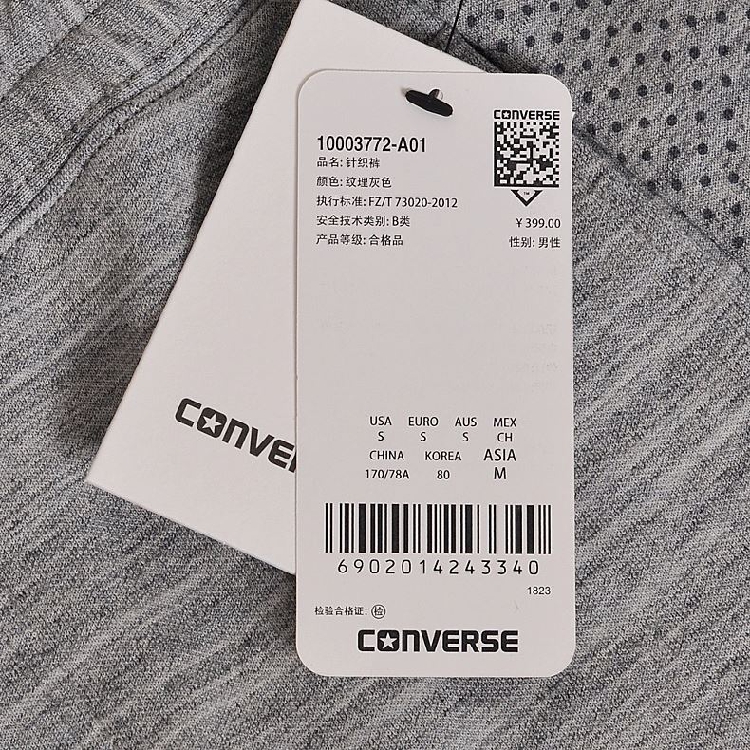 CONVERSE
10003772-A01
品名: 针织裤
颜色: 纹理灰色
执行标准: FZ/T 73020-2012
安全技术类别: B类
¥ 399.00
产品等级: 合格品
性别: 男性
USA EURO AUS MEX
S S S CH
CHINA KOREA ASIA
170/78A 80 M
6902014243340
1823
检验合格证: 检
CONVERSE